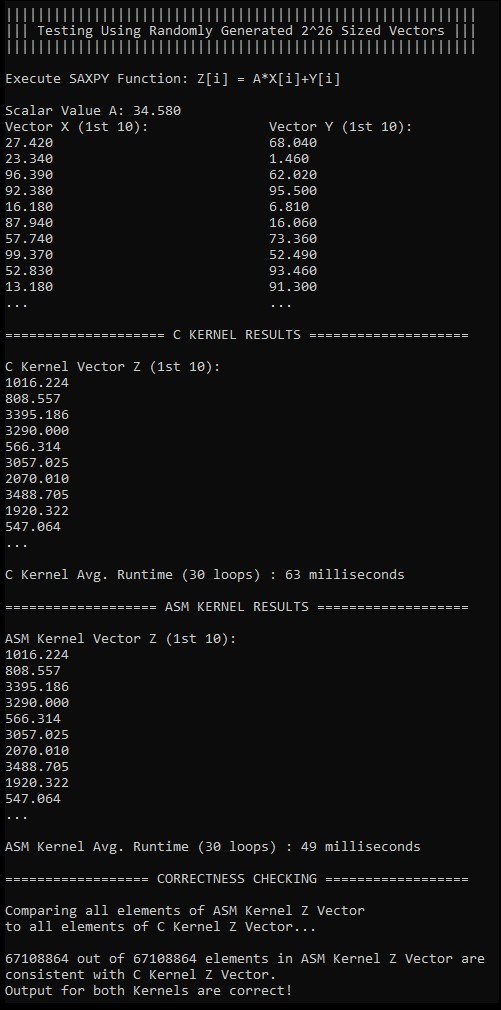 |||||||||||||||||||||||||||||||||||||||||||||||||||||||||||
||| Testing Using Randomly Generated 2^26 Sized Vectors |||
|||||||||||||||||||||||||||||||||||||||||||||||||||||||||||
Execute SAXPY Function: Z[i] = A*X[i]+Y[i]
Scalar Value A: 34.580
Vector X (1st 10):               Vector Y (1st 10):
27.420                           68.040
23.340                           1.460
96.390                           62.020
92.380                           95.500
16.180                           6.810
87.940                           16.060
57.740                           73.360
99.370                           52.490
52.830                           93.460
13.180                           91.300
...                              ...
==================== C KERNEL RESULTS ====================
C Kernel Vector Z (1st 10):
1016.224
808.557
3395.186
3290.000
566.314
3057.025
2070.010
3488.705
1920.322
547.064
...
C Kernel Avg. Runtime (30 loops) : 63 milliseconds
=================== ASM KERNEL RESULTS ===================
ASM Kernel Vector Z (1st 10):
1016.224
808.557
3395.186
3290.000
566.314
3057.025
2070.010
3488.705
1920.322
547.064
...
ASM Kernel Avg. Runtime (30 loops) : 49 milliseconds
================== CORRECTNESS CHECKING ==================
Comparing all elements of ASM Kernel Z Vector
to all elements of C Kernel Z Vector...
67108864 out of 67108864 elements in ASM Kernel Z Vector are
consistent with C Kernel Z Vector.
Output for both Kernels are correct!